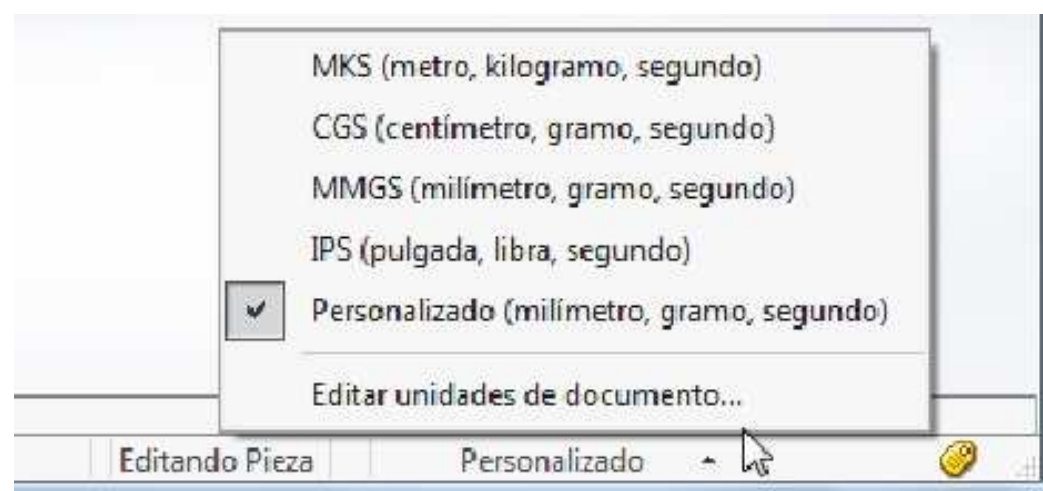 MKS (metro, kilogramo, segundo)
CGS (centímetro, gramo, segundo)
MMGS (milímetro, gramo, segundo)
IPS (pulgada, libra, segundo)
Personalizado (milímetro, gramo, segundo)
Editar unidades de documento...
Editando Pieza Personalizado